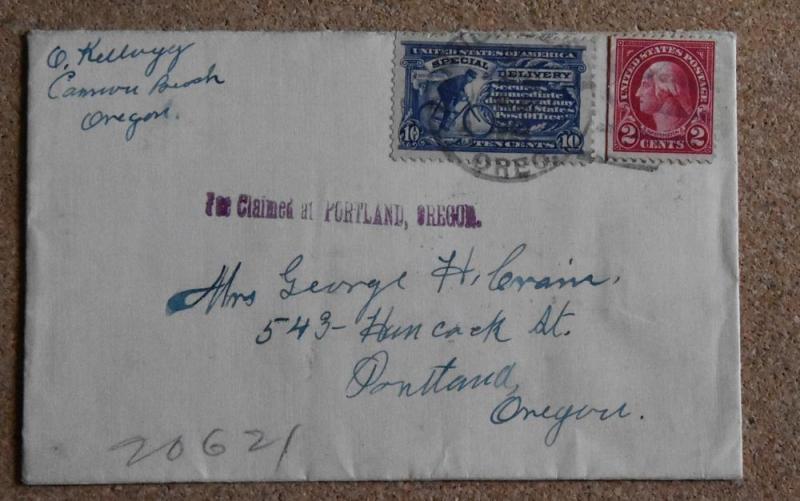 O. Kellogg
Cannon Beach
Oregon.
UNITED STATES OF AMERICA
SPECIAL DELIVERY
Secures
immediate
delivery at any
United States
Post Office
10 TEN CENTS 10
UNITED STATES POSTAGE
WASHINGTON
2 CENTS 2
OREG
Fee Claimed at PORTLAND, OREGON.
Mrs George H. Crain,
543- Hancock St.
Portland,
Oregon.
20621